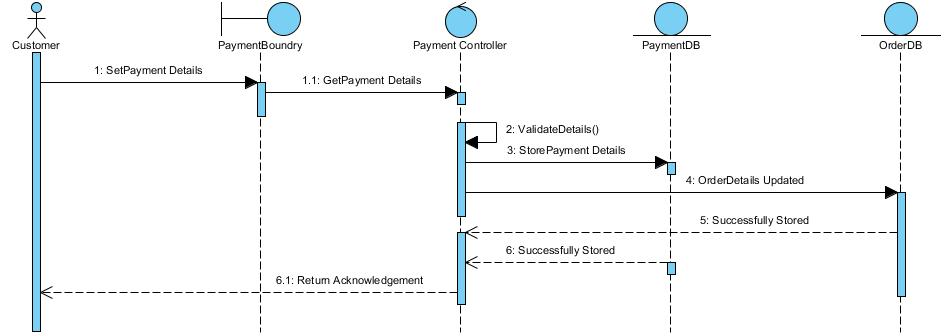 Customer
PaymentBoundry
Payment Controller
PaymentDB
OrderDB
1: SetPayment Details
1.1: GetPayment Details
2: ValidateDetails()
3: StorePayment Details
4: OrderDetails Updated
5: Successfully Stored
6: Successfully Stored
6.1: Return Acknowledgement